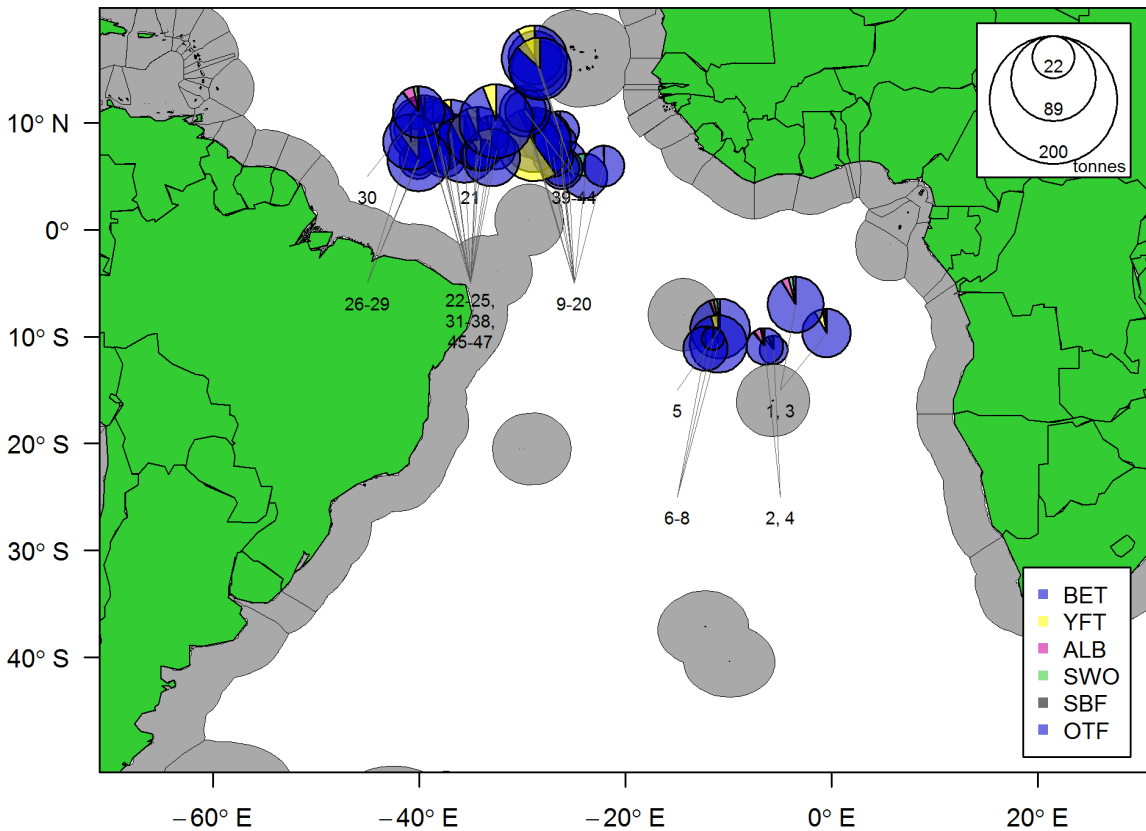 22
89
200
tonnes
10° N
0°
10° S
20° S
30° S
40° S
30
21
39-44
26-29
22-25,
31-38,
45-47
9-20
5
1, 3
6-8
2, 4
BET
YFT
ALB
SWO
SBF
OTF
−60° E
−40° E
−20° E
0° E
20° E